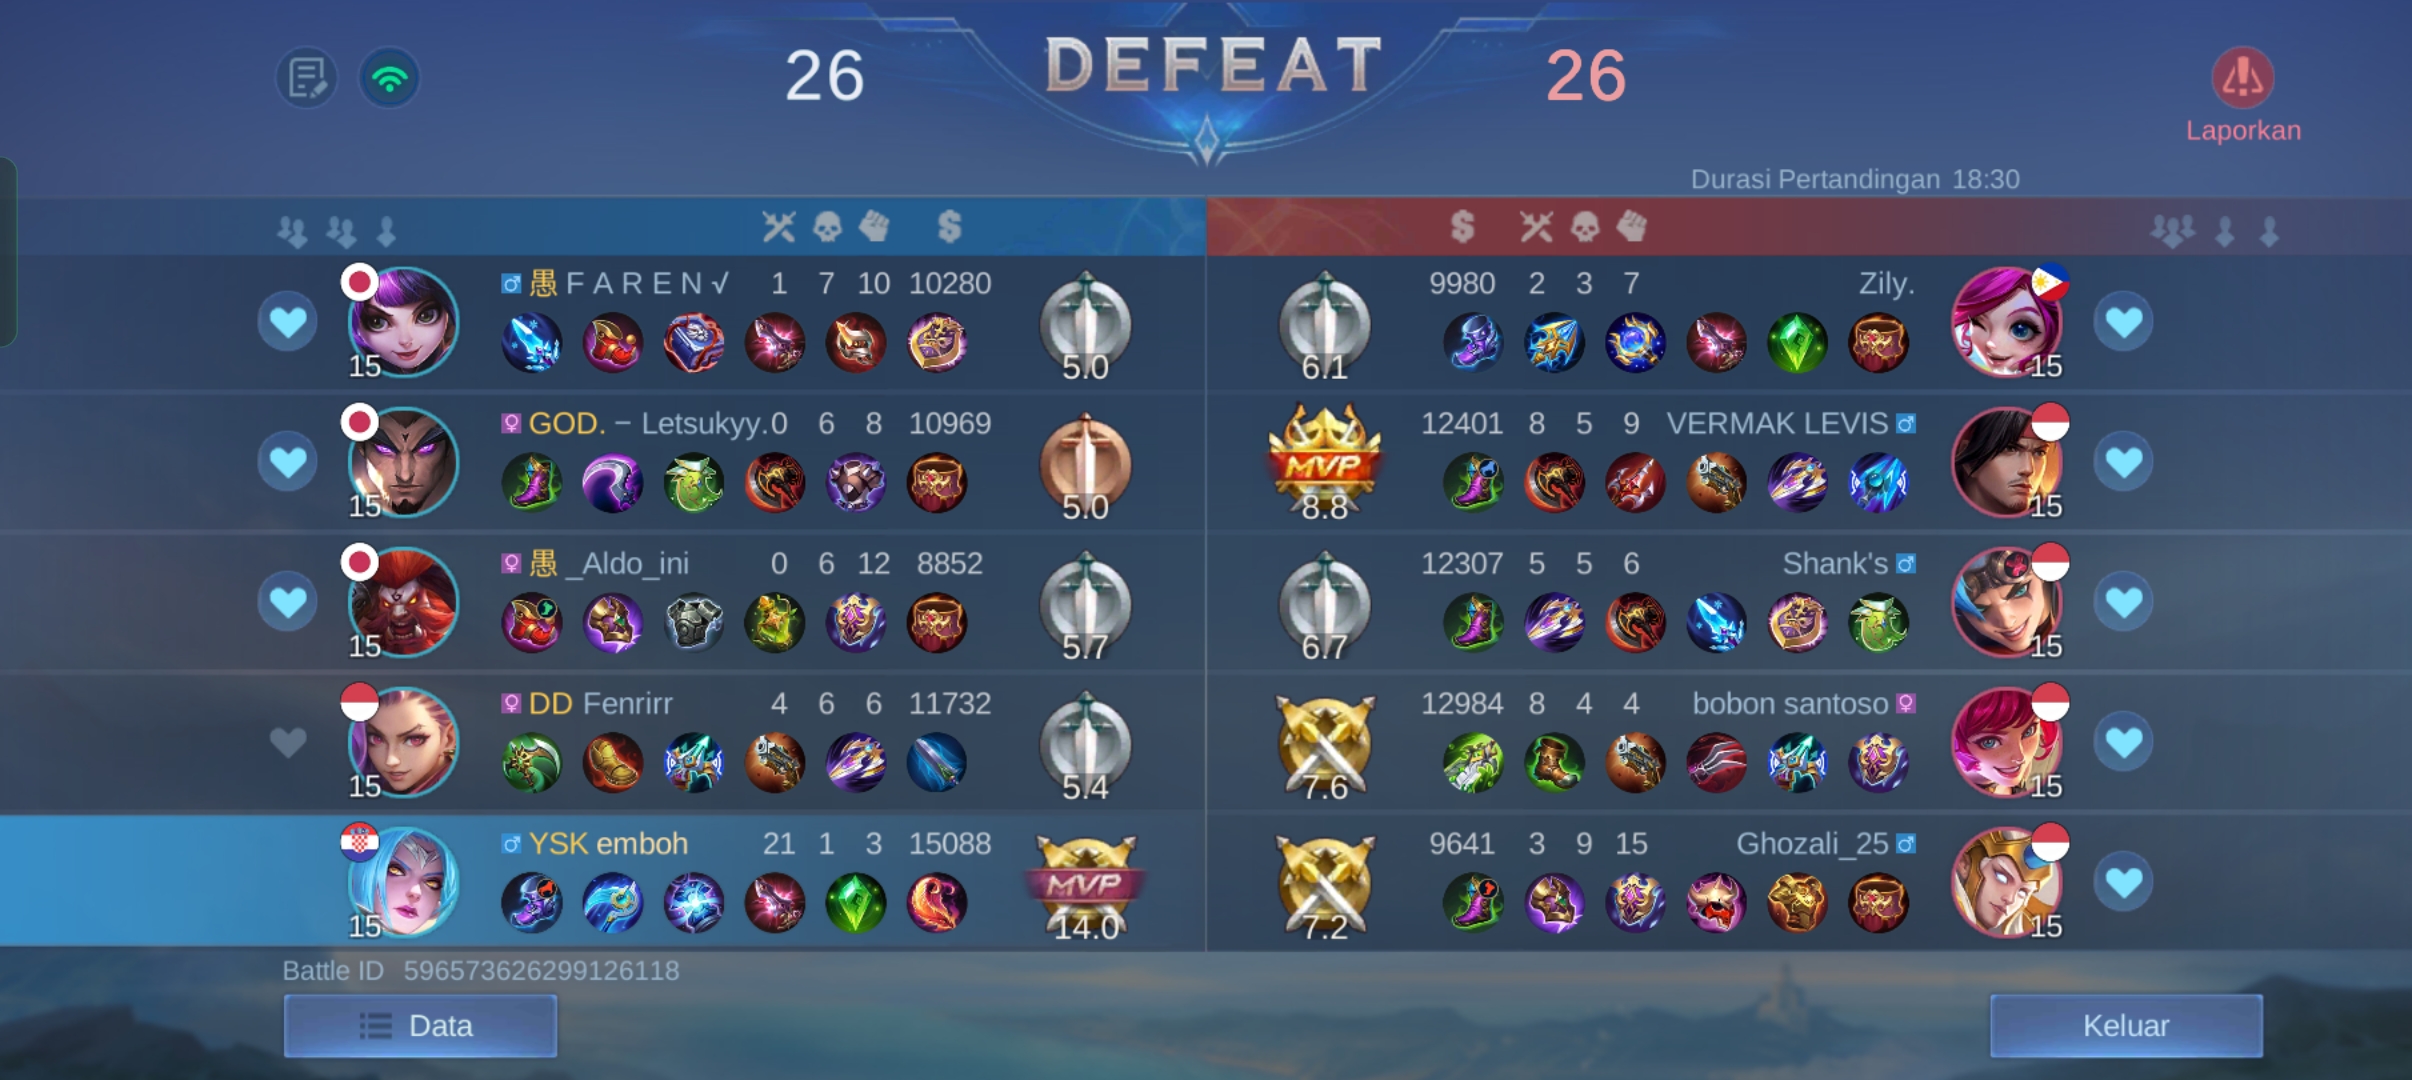 26 DEFEAT 26
Laporkan
Durasi Pertandingan 18:30
愚 F A R E N √ 1 7 10 10280 5.0 15
6.1 9980 2 3 7 Zily. 15
GOD. − Letsukyy. 0 6 8 10969 5.0 15
MVP 8.8 12401 8 5 9 VERMAK LEVIS 15
愚 _Aldo_ini 0 6 12 8852 5.7 15
6.7 12307 5 5 6 Shank's 15
DD Fenrirr 4 6 6 11732 5.4 15
7.6 12984 8 4 4 bobon santoso 15
YSK emboh 21 1 3 15088 MVP 14.0 15
7.2 9641 3 9 15 Ghozali_25 15
Battle ID 596573626299126118
Data
Keluar